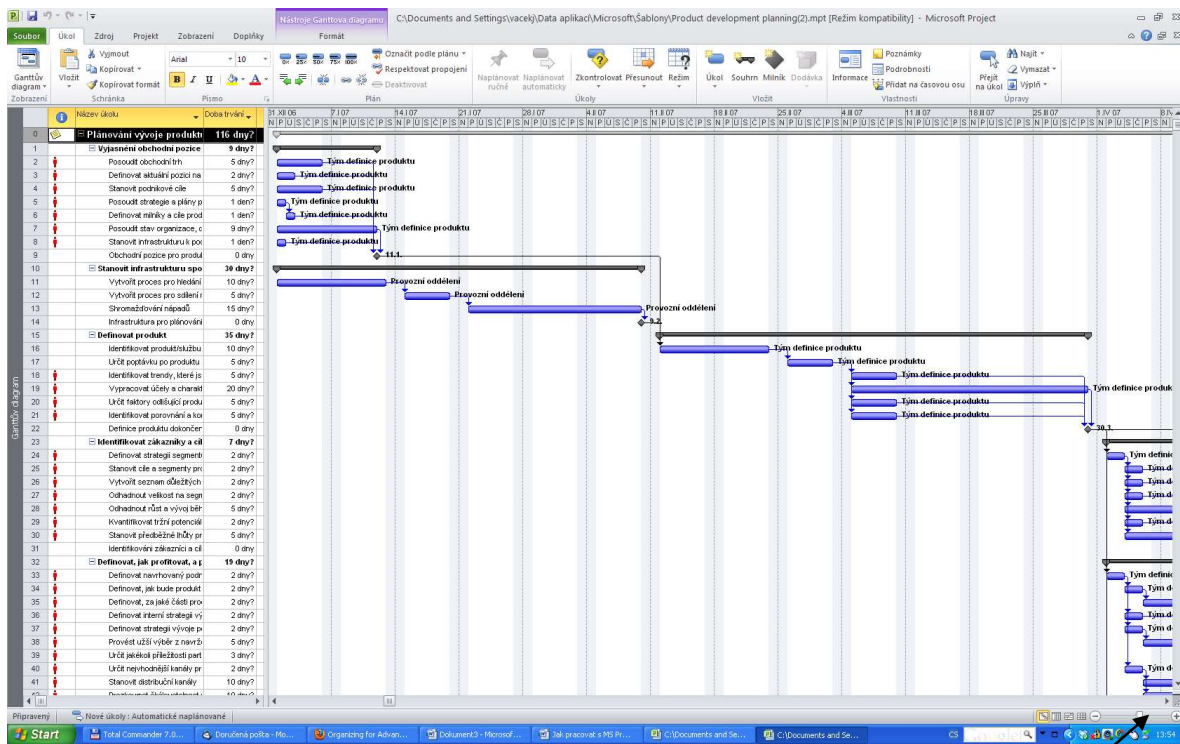 Nástroje Ganttova diagramu
C:\Documents and Settings\vacekj\Data aplikací\Microsoft\Šablony\Product development planning(2).mpt [Režim kompatibility] - Microsoft Project
Soubor Úkol Zdroj Projekt Zobrazení Doplňky Formát
Ganttův diagram
Zobrazení
Vložit
Vyjmout
Kopírovat
Kopírovat formát
Schránka
Arial 10
B I U
Písmo
0% 25% 50% 75% 100%
Označit podle plánu
Respektovat propojení
Deaktivovat
Plán
Naplánovat ručně
Naplánovat automaticky
Zkontrolovat Přesunout Režim
Úkoly
Úkol Souhrn Milník Dodávka
Vložit
Informace
Poznámky
Podrobnosti
Přidat na časovou osu
Vlastnosti
Přejít na úkol
Najít
Vymazat
Výplň
Úpravy
Název úkolu Doba trvání
31.XII 06 7.I 07 14.I 07 21.I 07 28.I 07 4.II 07 11.II 07 18.II 07 25.II 07 4.III 07 11.III 07 18.III 07 25.III 07 1.IV 07
0 Plánování vývoje produktu 116 dny?
1 Vyjasnění obchodní pozice 9 dny?
2 Posoudit obchodní trh 5 dny? Tým definice produktu
3 Definovat aktuální pozici na 2 dny? Tým definice produktu
4 Stanovit podnikové cíle 5 dny? Tým definice produktu
5 Posoudit strategie a plány p 1 den? Tým definice produktu
6 Definovat milníky a cíle prod 1 den? Tým definice produktu
7 Posoudit stav organizace, c 9 dny? Tým definice produktu
8 Stanovit infrastrukturu k poc 1 den? Tým definice produktu
9 Obchodní pozice pro produl 0 dny 11.1.
10 Stanovit infrastrukturu spo 30 dny?
11 Vytvořit proces pro hledání 10 dny? Provozní oddělení
12 Vytvořit proces pro sdílení r 5 dny? Provozní oddělení
13 Shromažďování nápadů 15 dny? Provozní oddělení
14 Infrastruktura pro plánování 0 dny 9.2.
15 Definovat produkt 35 dny?
16 Identifikovat produkt/službu 10 dny? Tým definice produktu
17 Určit poptávku po produktu 5 dny? Tým definice produktu
18 Identifikovat trendy, které js 5 dny? Tým definice produktu
19 Vypracovat účely a charakt 20 dny? Tým definice produk
20 Určit faktory odlišující produ 5 dny? Tým definice produktu
21 Identifikovat porovnání a kor 5 dny? Tým definice produktu
22 Definice produktu dokončer 0 dny 30.3.
23 Identifikovat zákazníky a cíl 7 dny?
24 Definovat strategii segmenti 2 dny? Tým definic
25 Stanovit cíle a segmenty pro 2 dny? Tým d
26 Vytvořit seznam důležitých 2 dny? Tým d
27 Odhadnout velikost na segn 2 dny? Tým d
28 Odhadnout růst a vývoj běh 5 dny?
29 Kvantifikovat tržní potenciál 2 dny? Tým d
30 Stanovit předběžné lhůty pr 5 dny?
31 Identifikováni zákazníci a cíl 0 dny
32 Definovat, jak profitovat, a p 19 dny?
33 Definovat navrhovaný podr 2 dny? Tým definic
34 Definovat, jak bude produkt 2 dny? Tým d
35 Definovat, za jaké části proc 2 dny?
36 Definovat interní strategii vý 2 dny? Tým d
37 Definovat strategii vývoje p 2 dny? Tým d
38 Provést užší výběr z navrž 5 dny?
39 Určit jakékoli příležitosti part 3 dny?
40 Určit nejvhodnější kanály pr 2 dny? Tým d
41 Stanovit distribuční kanály 10 dny?
Ganttův diagram
Připravený Nové úkoly : Automatické naplánované
Start Total Commander 7.0... Doručená pošta - Mo... Organizing for Advan... Dokument3 - Microsof... Jak pracovat s MS Pr... C:\Documents and Se... C:\Documents and Se... CS 13:54